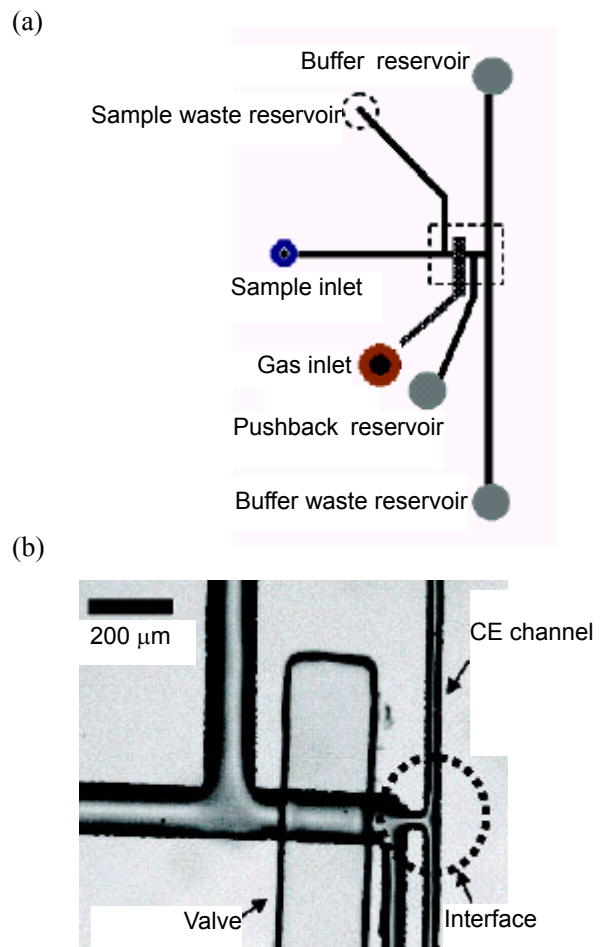 (a)
Buffer reservoir
Sample waste reservoir
Sample inlet
Gas inlet
Pushback reservoir
Buffer waste reservoir
(b)
200 μm
CE channel
Valve
Interface